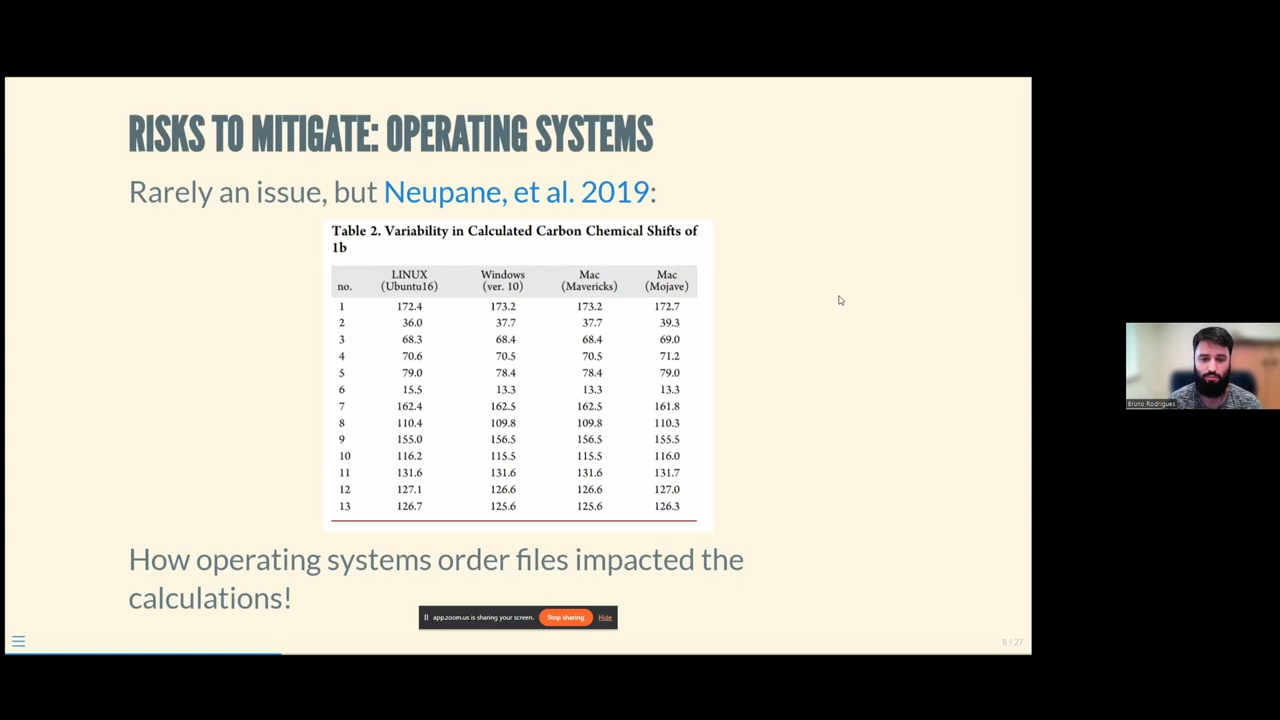 RISKS TO MITIGATE: OPERATING SYSTEMS
Rarely an issue, but Neupane, et al. 2019:
Table 2. Variability in Calculated Carbon Chemical Shifts of
1b
no. LINUX (Ubuntu16) Windows (ver. 10) Mac (Mavericks) Mac (Mojave)
1 172.4 173.2 173.2 172.7
2 36.0 37.7 37.7 39.3
3 68.3 68.4 68.4 69.0
4 70.6 70.5 70.5 71.2
5 79.0 78.4 78.4 79.0
6 15.5 13.3 13.3 13.3
7 162.4 162.5 162.5 161.8
8 110.4 109.8 109.8 110.3
9 155.0 156.5 156.5 155.5
10 116.2 115.5 115.5 116.0
11 131.6 131.6 131.6 131.7
12 127.1 126.6 126.6 127.0
13 126.7 125.6 125.6 126.3
How operating systems order files impacted the
calculations!
app.zoom.us is sharing your screen. Stop sharing Hide
8 / 27
Bruno Rodrigues